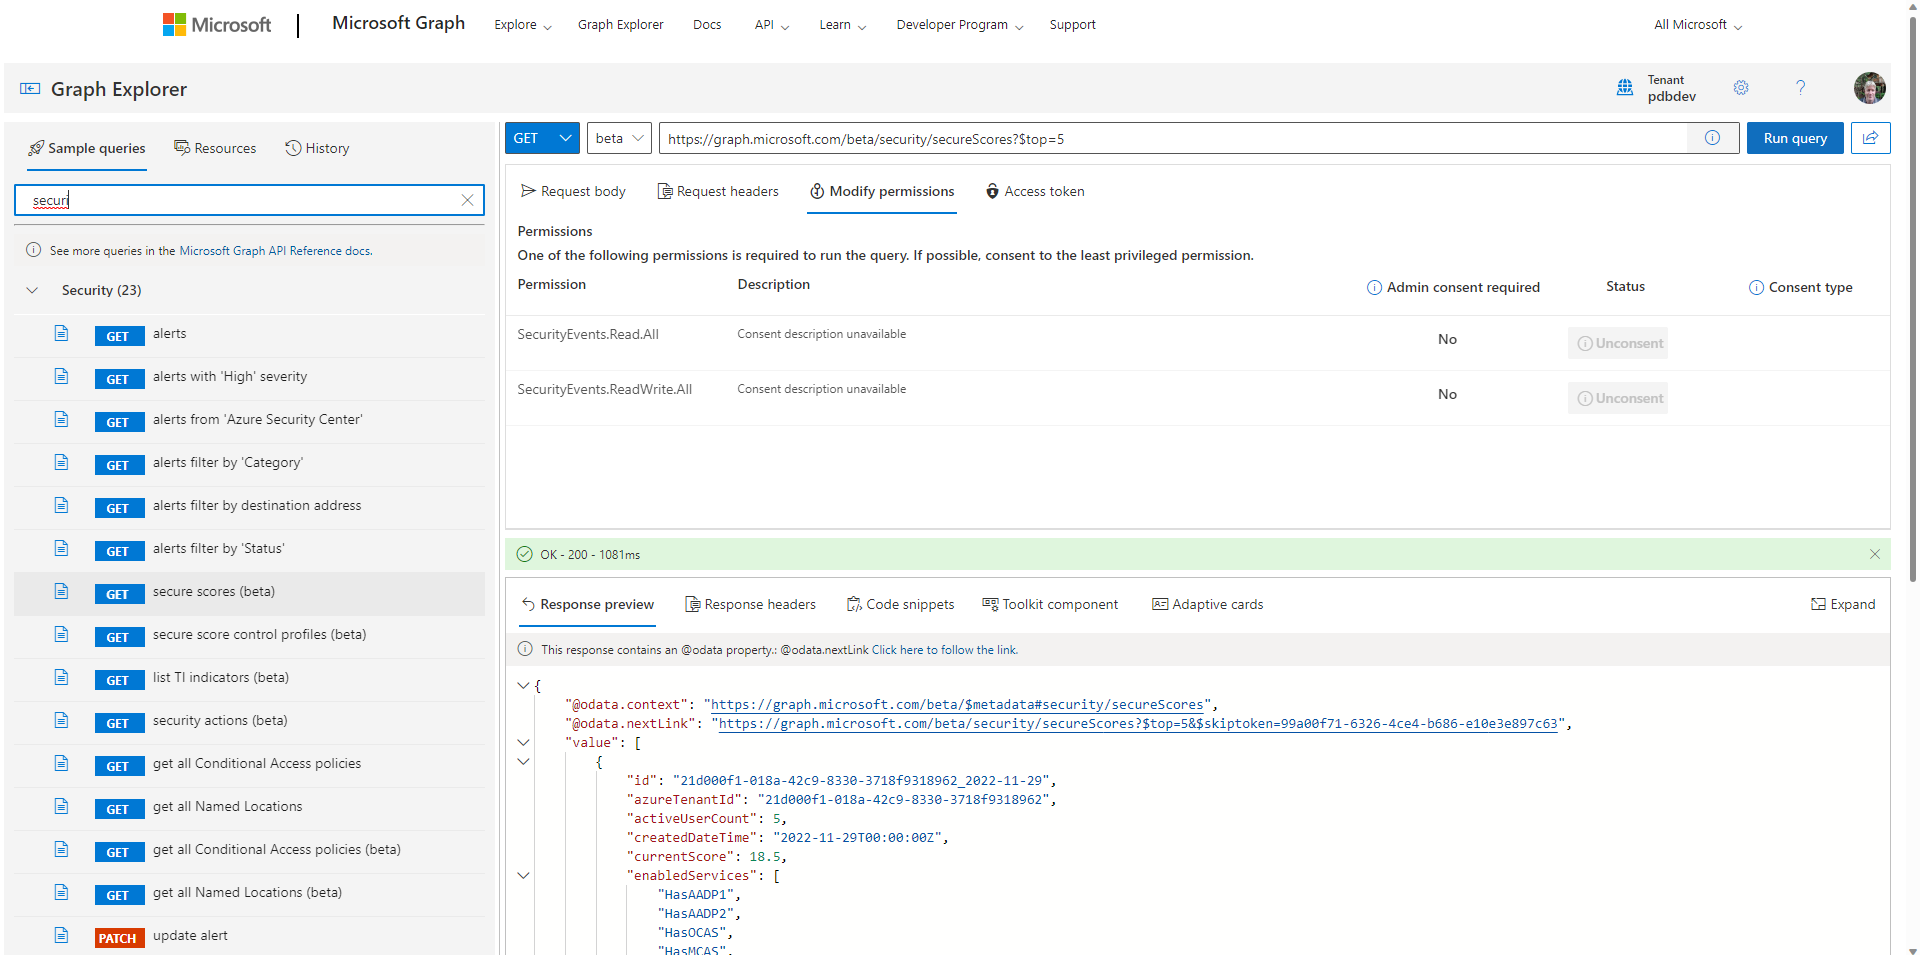 Microsoft | Microsoft Graph Explore Graph Explorer Docs API Learn Developer Program Support All Microsoft
Graph Explorer
Tenant
pdbdev
?
Sample queries Resources History
securi
See more queries in the Microsoft Graph API Reference docs.
Security (23)
GET alerts
GET alerts with 'High' severity
GET alerts from 'Azure Security Center'
GET alerts filter by 'Category'
GET alerts filter by destination address
GET alerts filter by 'Status'
GET secure scores (beta)
GET secure score control profiles (beta)
GET list TI indicators (beta)
GET security actions (beta)
GET get all Conditional Access policies
GET get all Named Locations
GET get all Conditional Access policies (beta)
GET get all Named Locations (beta)
PATCH update alert
GET beta https://graph.microsoft.com/beta/security/secureScores?$top=5 Run query
Request body Request headers Modify permissions Access token
Permissions
One of the following permissions is required to run the query. If possible, consent to the least privileged permission.
Permission Description Admin consent required Status Consent type
SecurityEvents.Read.All Consent description unavailable No Unconsent
SecurityEvents.ReadWrite.All Consent description unavailable No Unconsent
OK - 200 - 1081ms
Response preview Response headers Code snippets Toolkit component Adaptive cards Expand
This response contains an @odata property.: @odata.nextLink Click here to follow the link.
{
"@odata.context": "https://graph.microsoft.com/beta/$metadata#security/secureScores",
"@odata.nextLink": "https://graph.microsoft.com/beta/security/secureScores?$top=5&$skiptoken=99a00f71-6326-4ce4-b686-e10e3e897c63",
"value": [
{
"id": "21d000f1-018a-42c9-8330-3718f9318962_2022-11-29",
"azureTenantId": "21d000f1-018a-42c9-8330-3718f9318962",
"activeUserCount": 5,
"createdDateTime": "2022-11-29T00:00:00Z",
"currentScore": 18.5,
"enabledServices": [
"HasAADP1",
"HasAADP2",
"HasOCAS",
"HasMCAS",